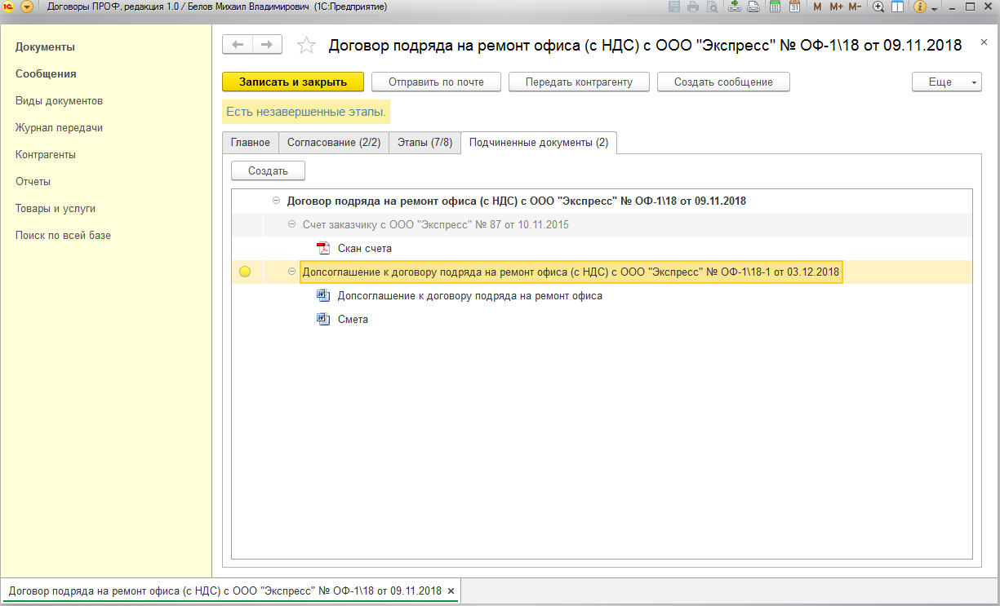 Договоры ПРОФ, редакция 1.0 / Белов Михаил Владимирович (1С:Предприятие)
M M+ M-
Документы
Сообщения
Виды документов
Журнал передачи
Контрагенты
Отчеты
Товары и услуги
Поиск по всей базе
Договор подряда на ремонт офиса (с НДС) с ООО "Экспресс" № ОФ-1\18 от 09.11.2018
Записать и закрыть
Отправить по почте
Передать контрагенту
Создать сообщение
Еще
Есть незавершенные этапы.
Главное
Согласование (2/2)
Этапы (7/8)
Подчиненные документы (2)
Создать
Договор подряда на ремонт офиса (с НДС) с ООО "Экспресс" № ОФ-1\18 от 09.11.2018
Счет заказчику с ООО "Экспресс" № 87 от 10.11.2015
Скан счета
Допсоглашение к договору подряда на ремонт офиса (с НДС) с ООО "Экспресс" № ОФ-1\18-1 от 03.12.2018
Допсоглашение к договору подряда на ремонт офиса
Смета
Договор подряда на ремонт офиса (с НДС) с ООО "Экспресс" № ОФ-1\18 от 09.11.2018